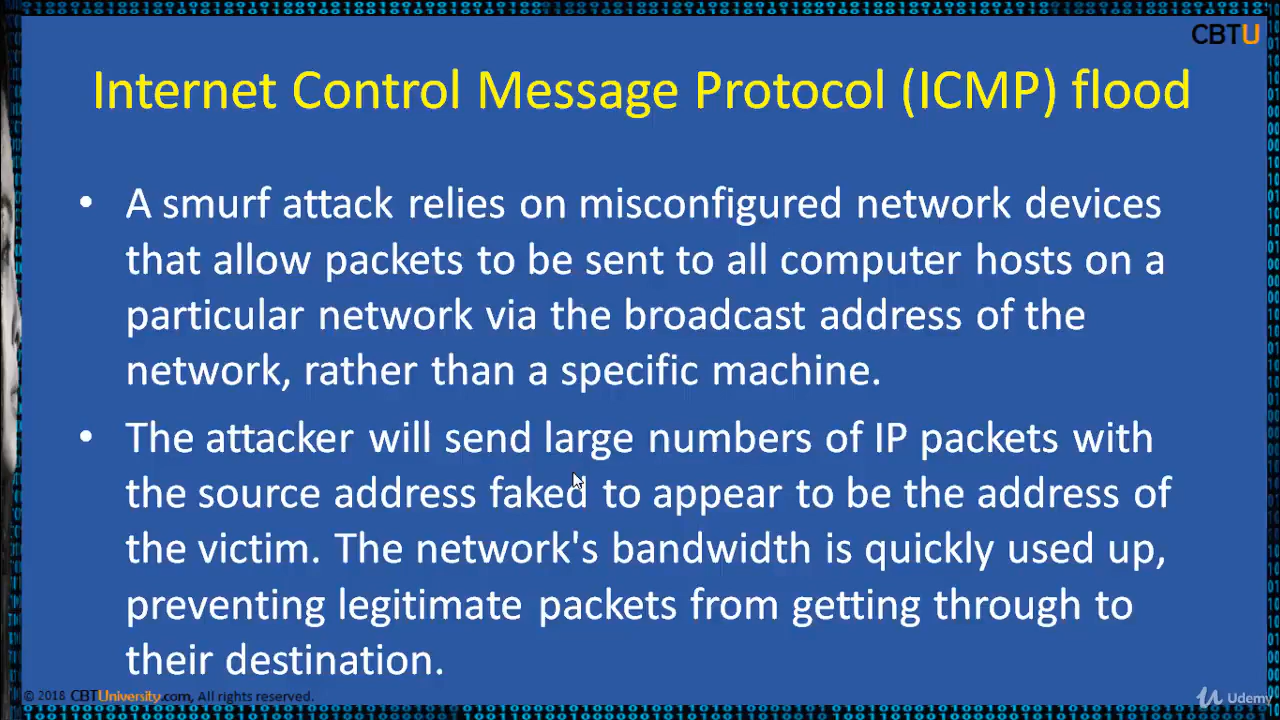 CBTU
Internet Control Message Protocol (ICMP) flood
• A smurf attack relies on misconfigured network devices
that allow packets to be sent to all computer hosts on a
particular network via the broadcast address of the
network, rather than a specific machine.
• The attacker will send large numbers of IP packets with
the source address faked to appear to be the address of
the victim. The network's bandwidth is quickly used up,
preventing legitimate packets from getting through to
their destination.
© 2018 CBTUniversity.com, All rights reserved.
Udemy